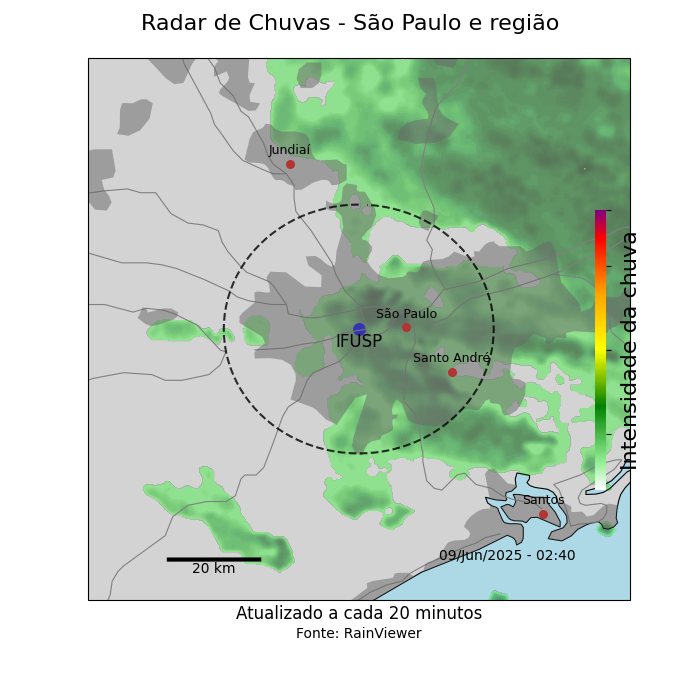 Radar de Chuvas - São Paulo e região
Jundiaí
São Paulo
IFUSP
Santo André
Intensidade da chuva
Santos
09/Jun/2025 - 02:40
20 km
Atualizado a cada 20 minutos
Fonte: RainViewer